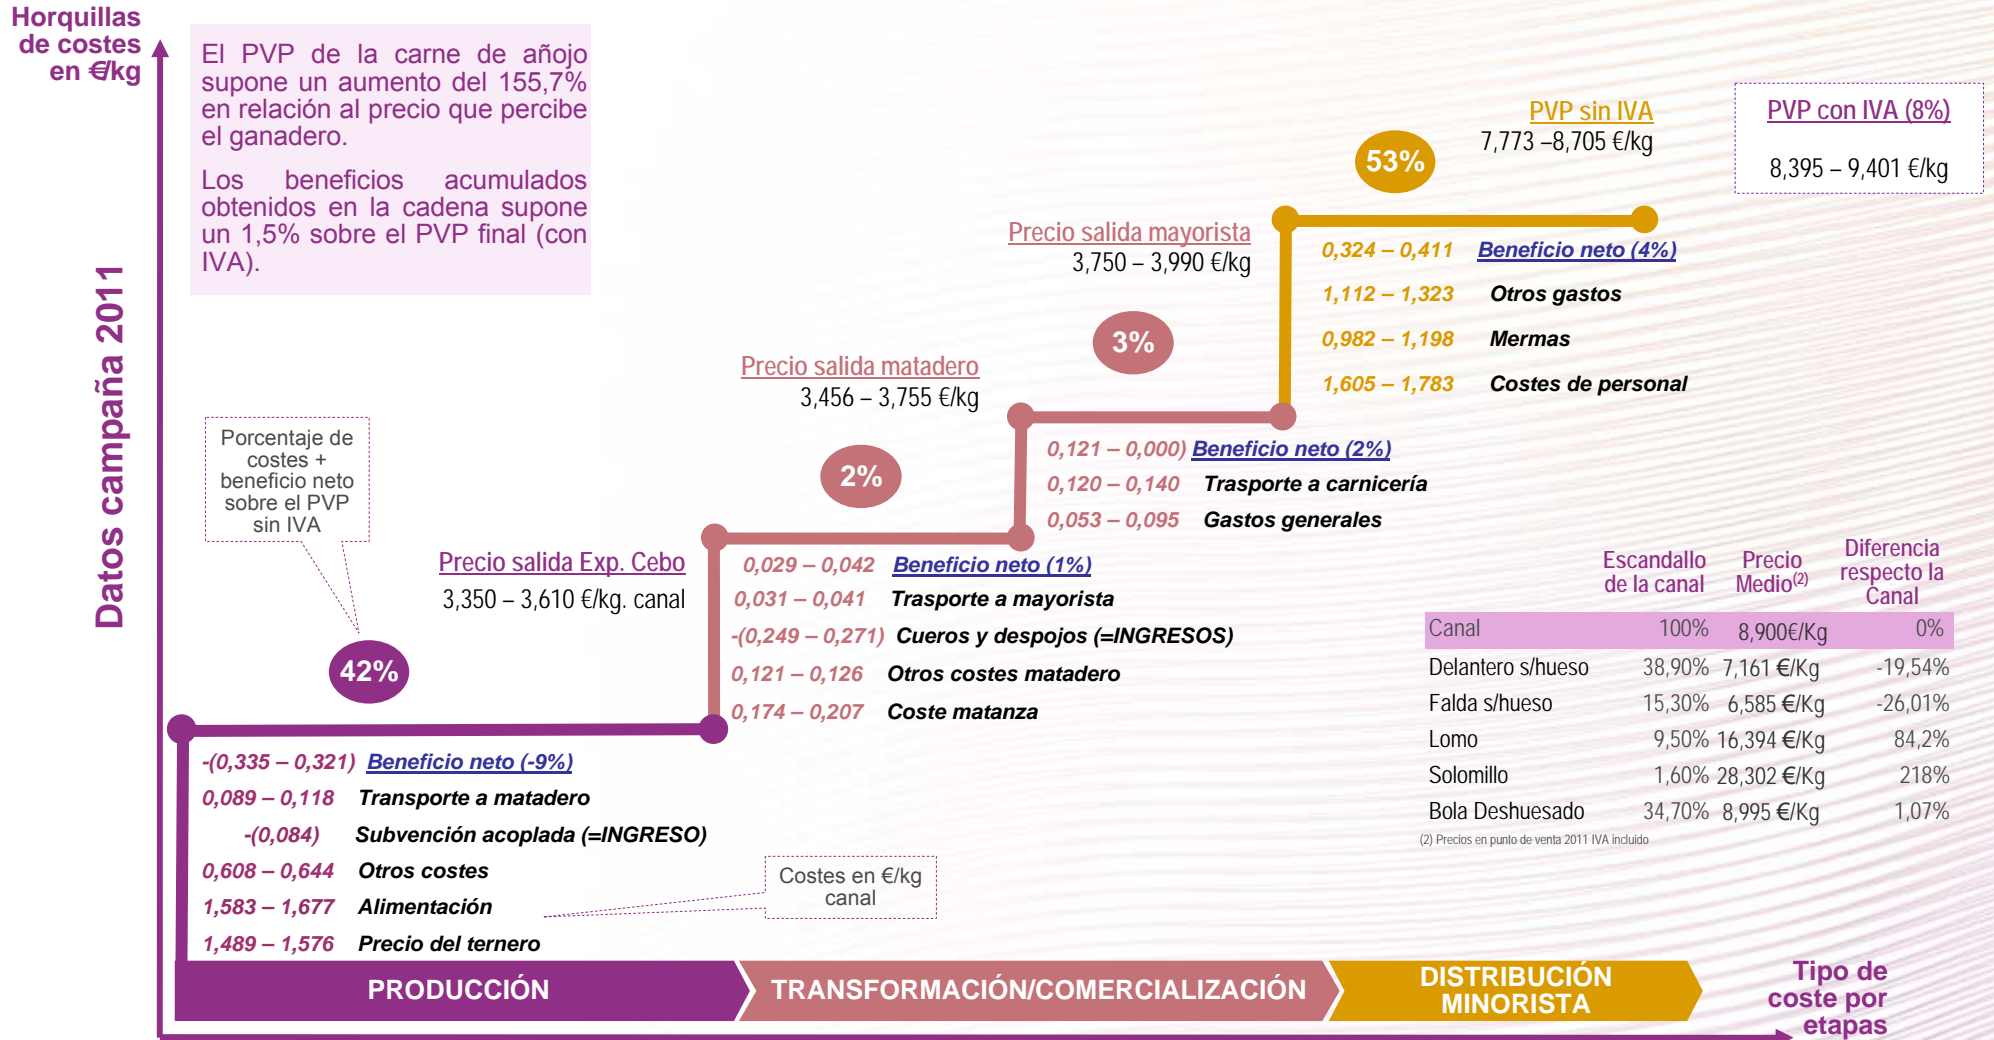 Horquillas
de costes
en €/kg
Datos campaña 2011
El PVP de la carne de añojo
supone un aumento del 155,7%
en relación al precio que percibe
el ganadero.
Los beneficios acumulados
obtenidos en la cadena supone
un 1,5% sobre el PVP final (con
IVA).
Porcentaje de
costes +
beneficio neto
sobre el PVP
sin IVA
42%
Precio salida Exp. Cebo
3,350 – 3,610 €/kg. canal
-(0,335 – 0,321) Beneficio neto (-9%)
0,089 – 0,118 Transporte a matadero
-(0,084) Subvención acoplada (=INGRESO)
0,608 – 0,644 Otros costes
1,583 – 1,677 Alimentación
1,489 – 1,576 Precio del ternero
Costes en €/kg
canal
2%
Precio salida matadero
3,456 – 3,755 €/kg
0,029 – 0,042 Beneficio neto (1%)
0,031 – 0,041 Trasporte a mayorista
-(0,249 – 0,271) Cueros y despojos (=INGRESOS)
0,121 – 0,126 Otros costes matadero
0,174 – 0,207 Coste matanza
3%
Precio salida mayorista
3,750 – 3,990 €/kg
0,121 – 0,000) Beneficio neto (2%)
0,120 – 0,140 Trasporte a carnicería
0,053 – 0,095 Gastos generales
53%
PVP sin IVA
7,773 –8,705 €/kg
0,324 – 0,411 Beneficio neto (4%)
1,112 – 1,323 Otros gastos
0,982 – 1,198 Mermas
1,605 – 1,783 Costes de personal
PVP con IVA (8%)
8,395 – 9,401 €/kg
Escandallo de la canal Precio Medio(2) Diferencia respecto la Canal
Canal 100% 8,900€/Kg 0%
Delantero s/hueso 38,90% 7,161 €/Kg -19,54%
Falda s/hueso 15,30% 6,585 €/Kg -26,01%
Lomo 9,50% 16,394 €/Kg 84,2%
Solomillo 1,60% 28,302 €/Kg 218%
Bola Deshuesado 34,70% 8,995 €/Kg 1,07%
(2) Precios en punto de venta 2011 IVA incluido
PRODUCCIÓN
TRANSFORMACIÓN/COMERCIALIZACIÓN
DISTRIBUCIÓN
MINORISTA
Tipo de
coste por
etapas